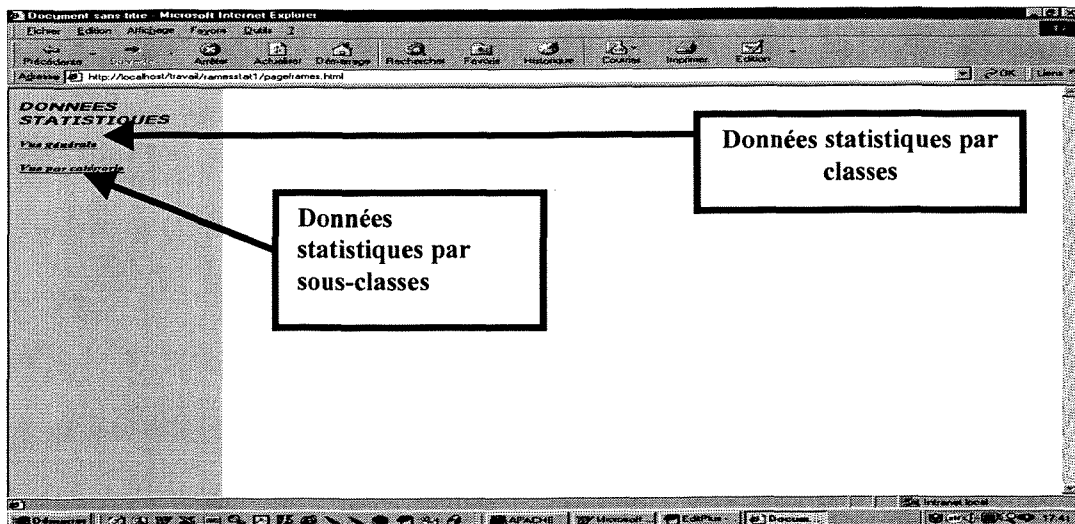 Document sans titre - Microsoft Internet Explorer
Fichier Edition Affichage Favoris Outils ?
Précédente Arrêter Actualiser Démarrage Rechercher Favoris Historique Courrier Imprimer Edition
Adresse http://localhost/travail/ramesstat1/pageframes.html OK Liens
DONNEES
STATISTIQUES
Vue générale
Vue par catégorie
Données statistiques par
classes
Données
statistiques par
sous-classes
Intranet local
Démarrer APACHE Microsoft EditPlus - Docum... 17:44